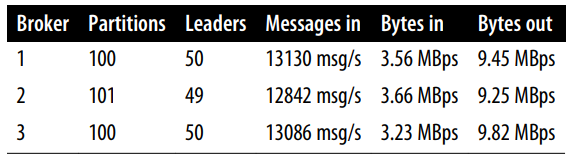 Broker Partitions Leaders Messages in Bytes in Bytes out
1 100 50 13130 msg/s 3.56 MBps 9.45 MBps
2 101 49 12842 msg/s 3.66 MBps 9.25 MBps
3 100 50 13086 msg/s 3.23 MBps 9.82 MBps